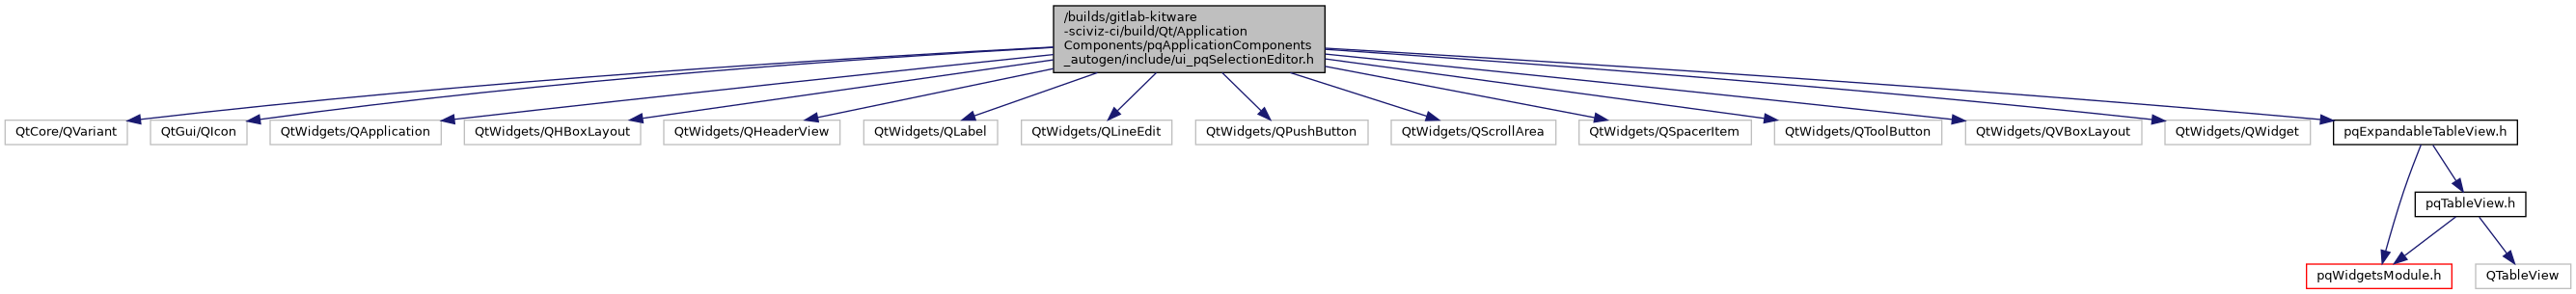 /builds/gitlab-kitware
-sciviz-ci/build/Qt/Application
Components/pqApplicationComponents
_autogen/include/ui_pqSelectionEditor.h
QtCore/QVariant
QtGui/QIcon
QtWidgets/QApplication
QtWidgets/QHBoxLayout
QtWidgets/QHeaderView
QtWidgets/QLabel
QtWidgets/QLineEdit
QtWidgets/QPushButton
QtWidgets/QScrollArea
QtWidgets/QSpacerItem
QtWidgets/QToolButton
QtWidgets/QVBoxLayout
QtWidgets/QWidget
pqExpandableTableView.h
pqTableView.h
pqWidgetsModule.h
QTableView